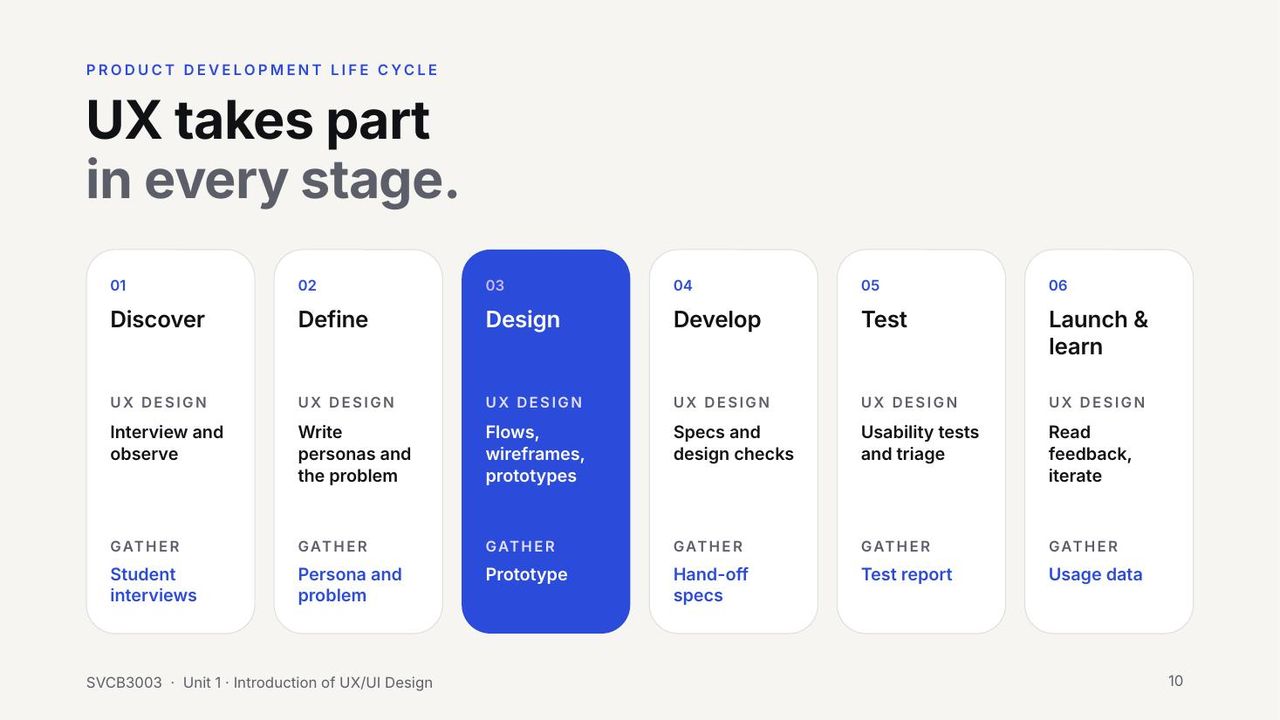 PRODUCT DEVELOPMENT LIFE CYCLE
UX takes part
in every stage.
01
Discover
UX DESIGN
Interview and
observe
GATHER
Student
interviews
02
Define
UX DESIGN
Write
personas and
the problem
GATHER
Persona and
problem
03
Design
UX DESIGN
Flows,
wireframes,
prototypes
GATHER
Prototype
04
Develop
UX DESIGN
Specs and
design checks
GATHER
Hand-off
specs
05
Test
UX DESIGN
Usability tests
and triage
GATHER
Test report
06
Launch &
learn
UX DESIGN
Read
feedback,
iterate
GATHER
Usage data
SVCB3003 · Unit 1 · Introduction of UX/UI Design
10